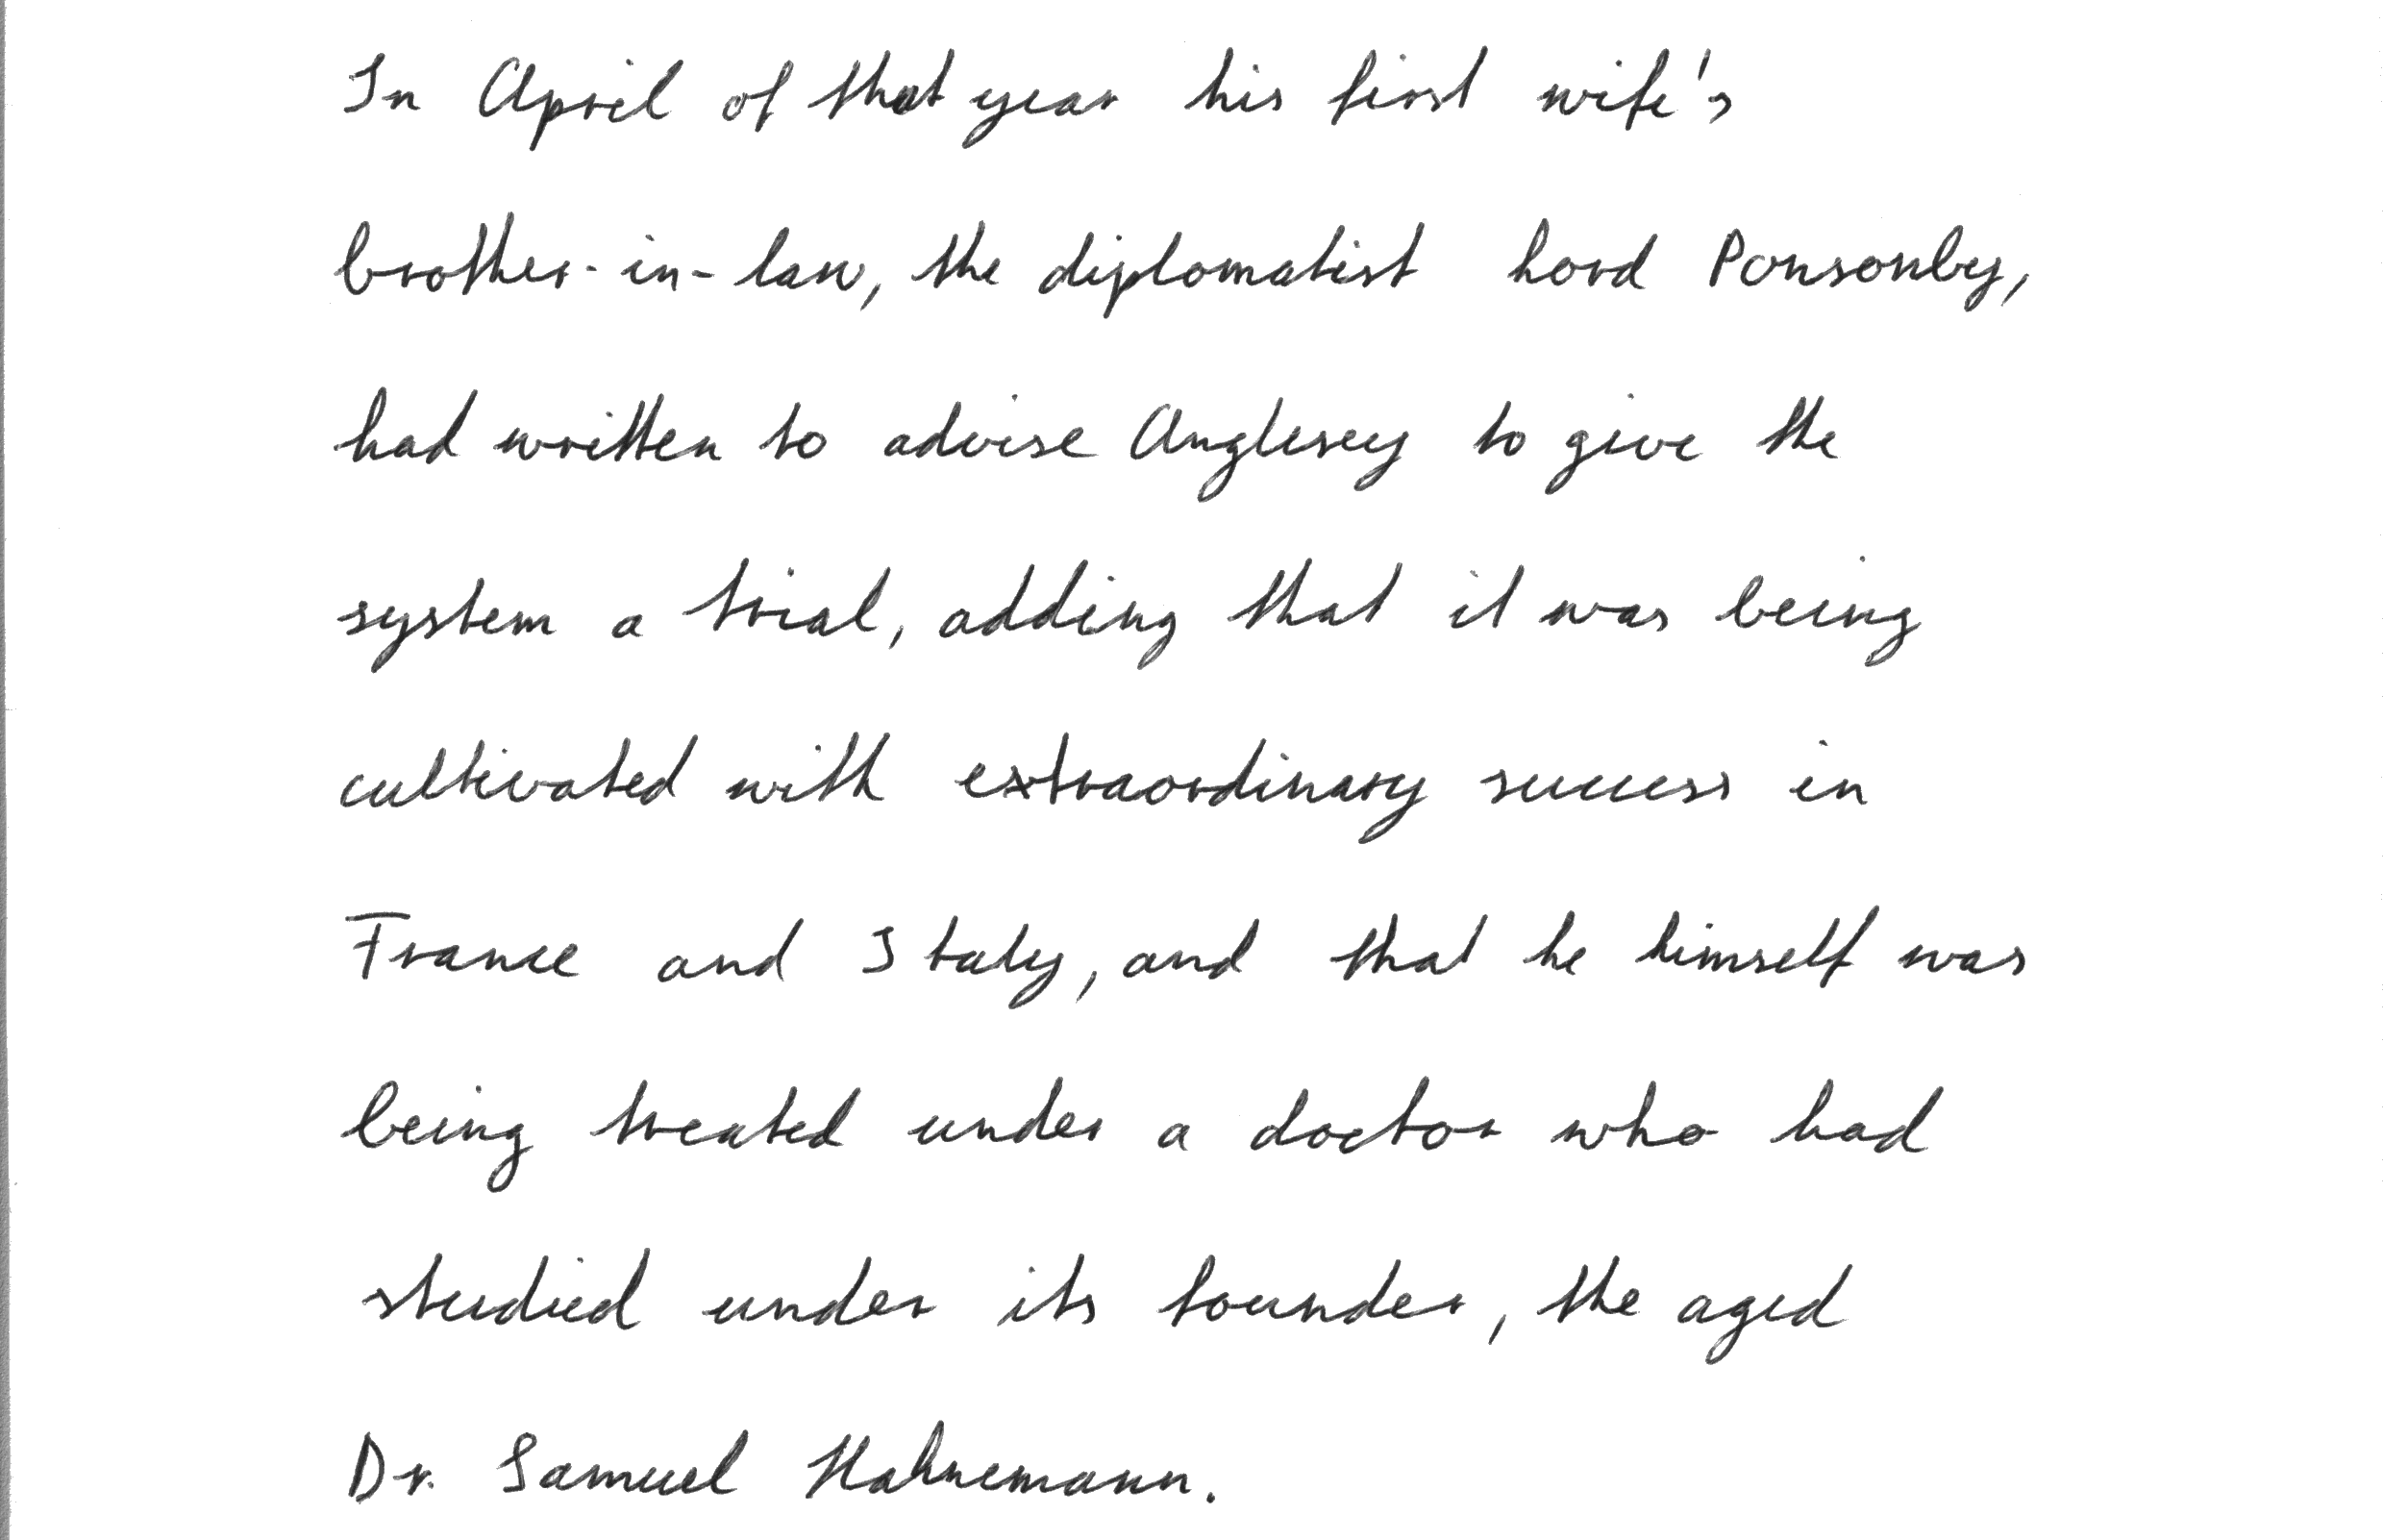 In April of that year his first wife's
brother-in-law, the diplomatist Lord Ponsonby,
had written to advise Anglesey to give the
system a trial, adding that it was being
cultivated with extraordinary success in
France and Italy, and that he himself was
being treated under a doctor who had
studied under its founder, the aged
Dr. Samuel Hahnemann.